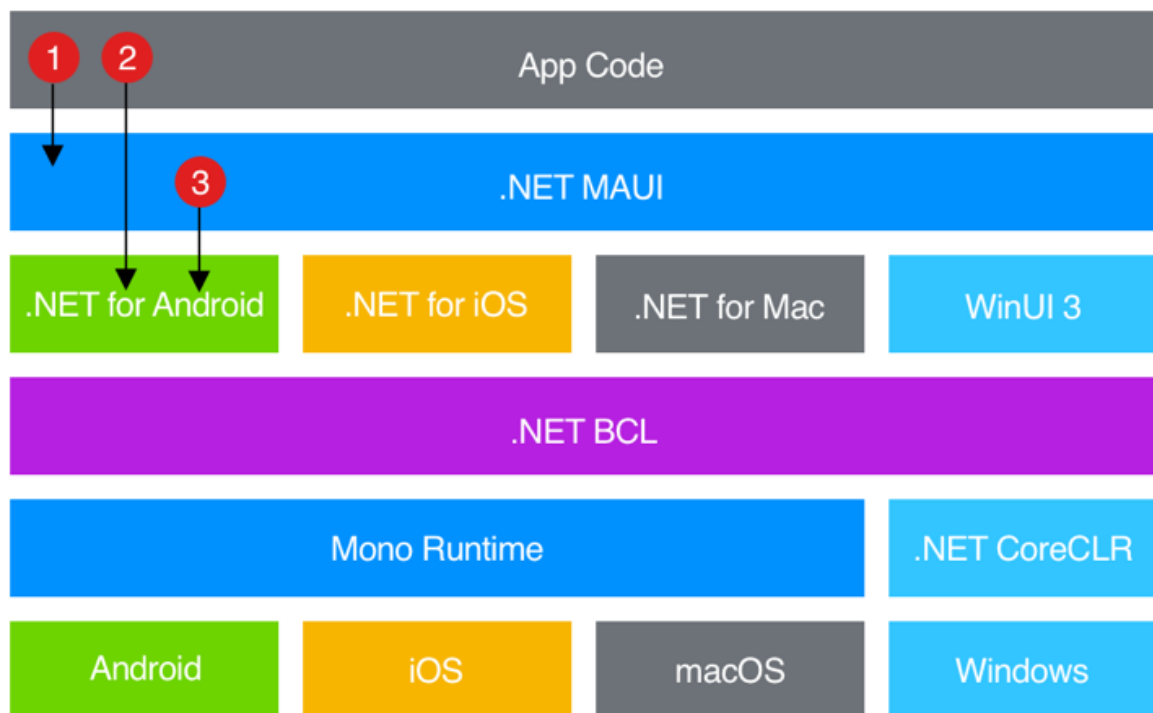 1 2 App Code
3 .NET MAUI
.NET for Android .NET for iOS .NET for Mac WinUI 3
.NET BCL
Mono Runtime .NET CoreCLR
Android iOS macOS Windows